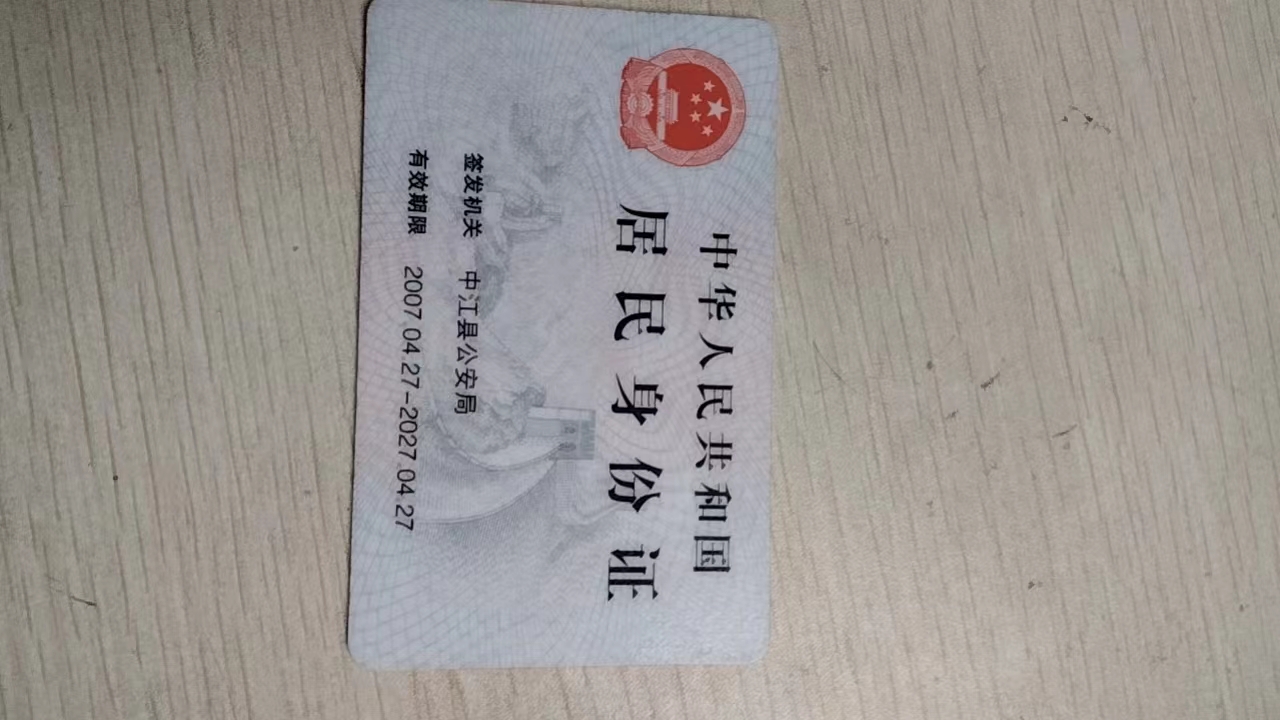 中华人民共和国
居民身份证
签发机关 中江县公安局
有效期限 2007.04.27-2027.04.27